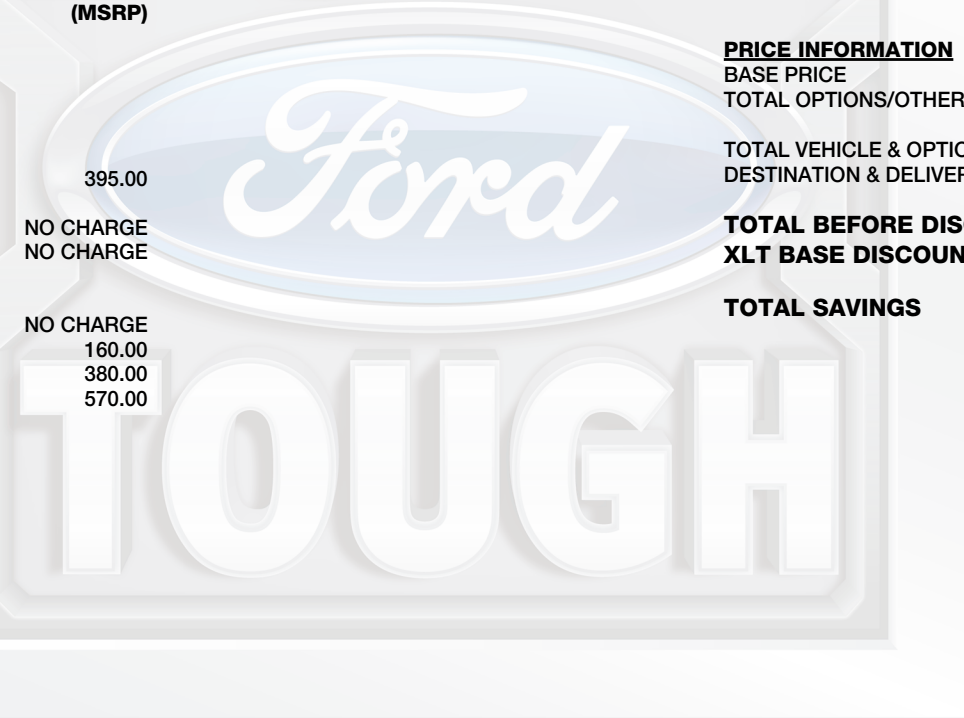 (MSRP)
395.00
NO CHARGE
NO CHARGE
NO CHARGE
160.00
380.00
570.00
Ford
TOUGH
PRICE INFORMATION
BASE PRICE
TOTAL OPTIONS/OTHER
TOTAL VEHICLE & OPTIO
DESTINATION & DELIVER
TOTAL BEFORE DIS
XLT BASE DISCOUN
TOTAL SAVINGS